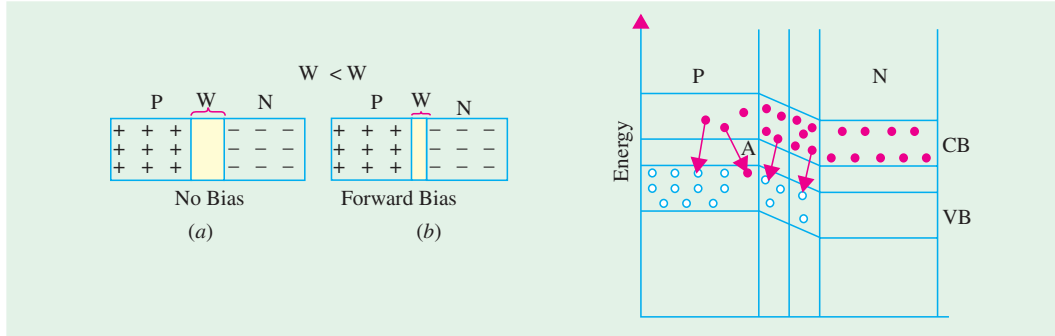 W < W
P W N
+ + + - - -
+ + + - - -
+ + + - - -
No Bias
(a)
P W N
+ + + - - -
+ + + - - -
+ + + - - -
Forward Bias
(b)
Energy
P N
A
CB
VB